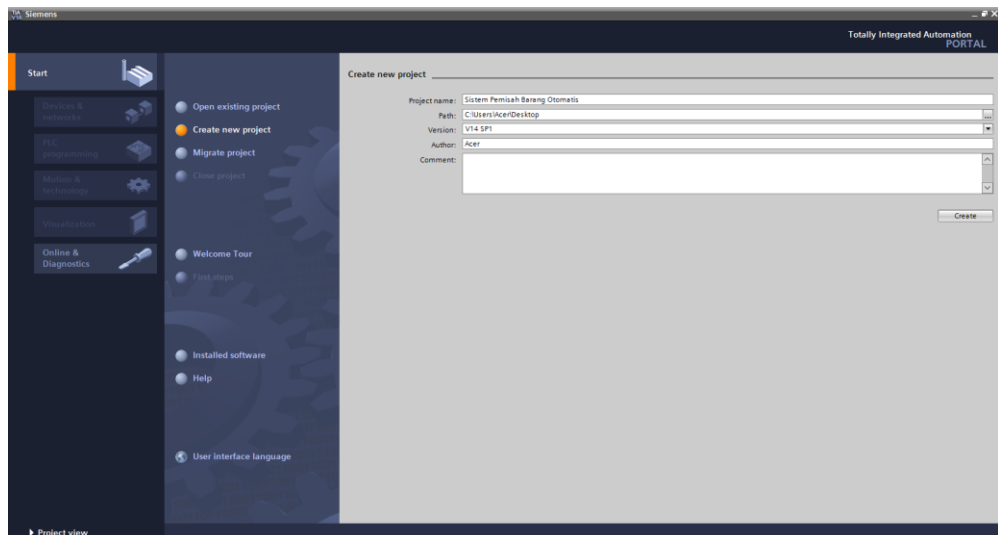 Siemens
Totally Integrated Automation
PORTAL
Start
Devices &
networks
PLC
programming
Motion &
technology
Visualization
Online &
Diagnostics
Open existing project
Create new project
Migrate project
Close project
Welcome Tour
First steps
Installed software
Help
User interface language
Create new project
Project name: Sistem Pemisah Barang Otomatis
Path: C:\Users\Acer\Desktop
Version: V14 SP1
Author: Acer
Comment:
Create
Project view